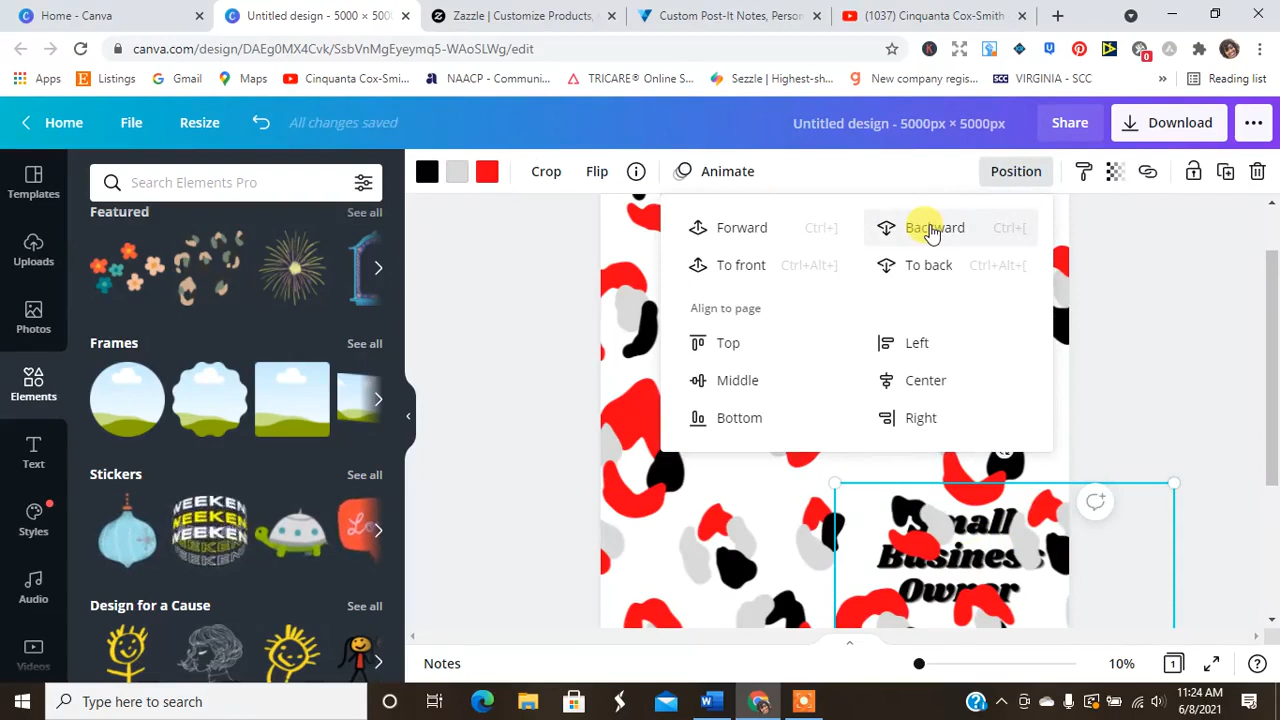 Home - Canva
Untitled design - 5000 × 500
Zazzle | Customize Products,
Custom Post-It Notes, Person
(1037) Cinquanta Cox-Smith
canva.com/design/DAEg0MX4Cvk/SsbVnMgEyeymq5-WAoSLWg/edit
Apps
Listings
Gmail
Maps
Cinquanta Cox-Smi...
NAACP - Communi...
TRICARE® Online S...
Sezzle | Highest-sh...
New company regis...
VIRGINIA - SCC
»
Reading list
Home
File
Resize
All changes saved
Untitled design - 5000px × 5000px
Share
Download
Templates
Search Elements Pro
Crop
Flip
Animate
Position
Featured
See all
Forward
Ctrl+]
Backward
Ctrl+[
To front
Ctrl+Alt+]
To back
Ctrl+Alt+[
Uploads
Align to page
Photos
Frames
See all
Top
Left
Middle
Center
Bottom
Right
Elements
Text
Stickers
See all
WEEKEN
WEEKEN
WEEKEN
Small
Business
Owner
Styles
Audio
Design for a Cause
See all
Videos
Notes
10%
1
Type here to search
11:24 AM
6/8/2021